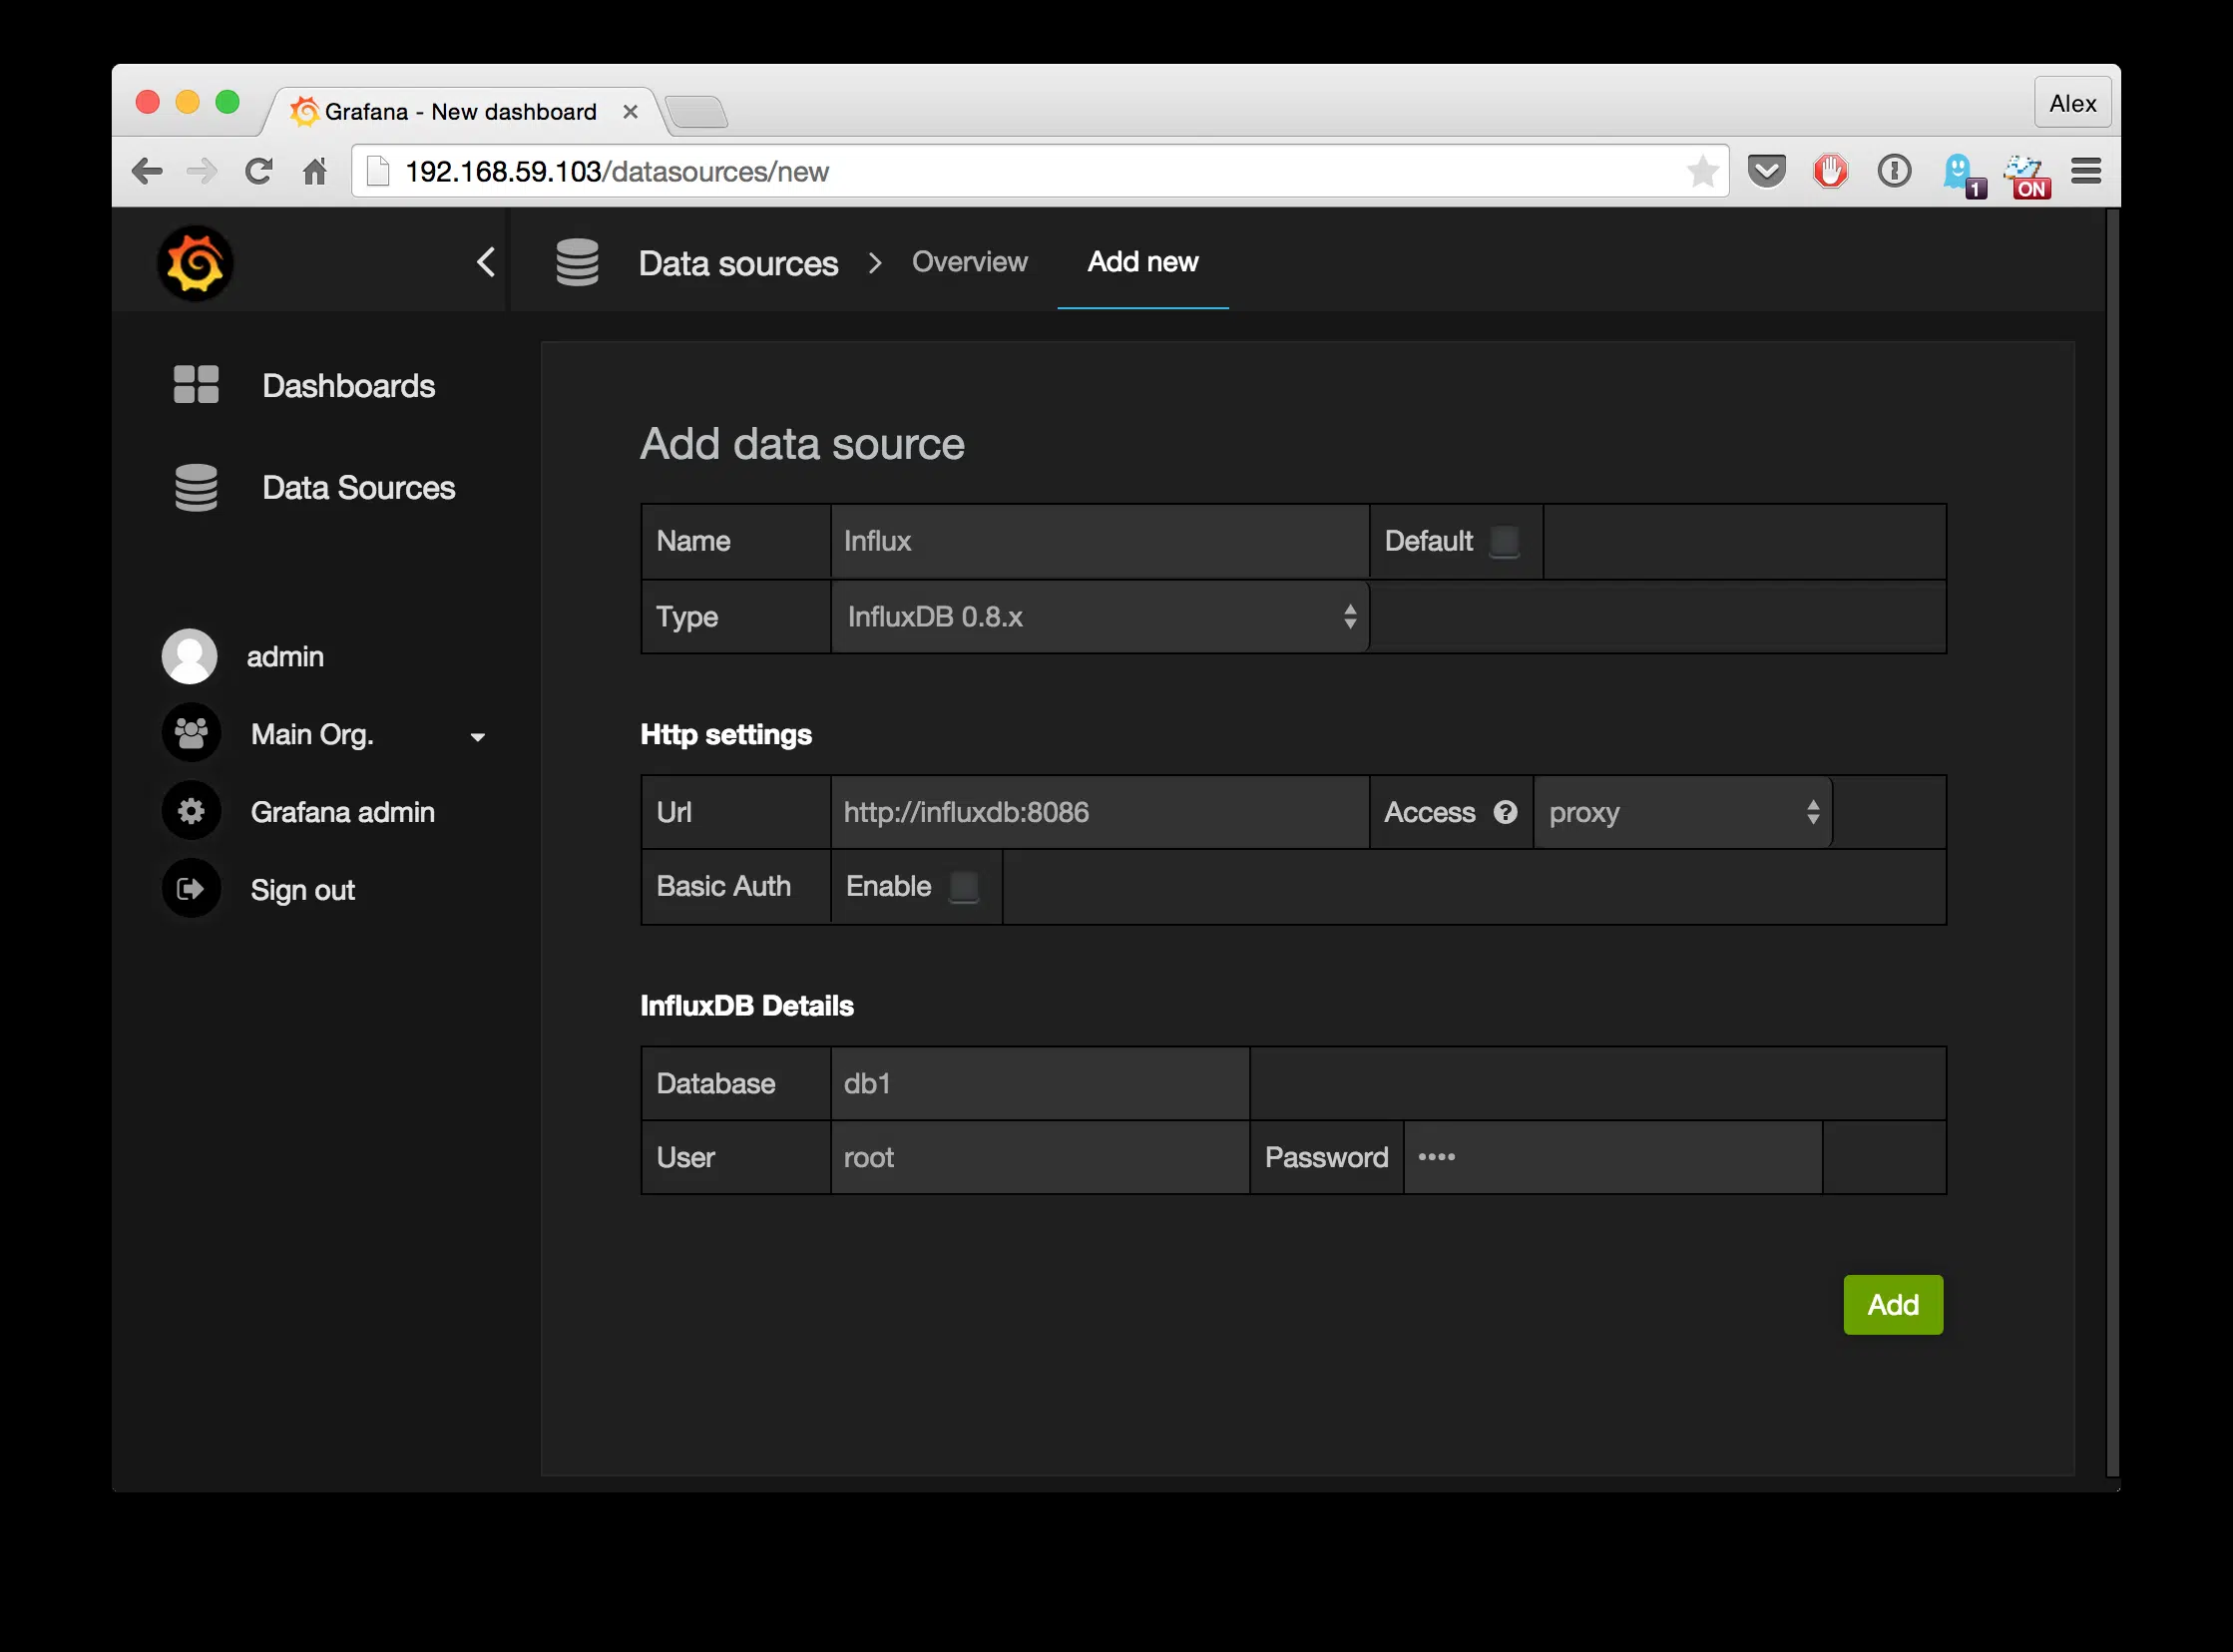 Grafana - New dashboard
Alex
192.168.59.103/datasources/new
1
ON
Data sources Overview Add new
Dashboards
Data Sources
admin
Main Org.
Grafana admin
Sign out
Add data source
Name Influx Default
Type InfluxDB 0.8.x
Http settings
Url http://influxdb:8086 Access ? proxy
Basic Auth Enable
InfluxDB Details
Database db1
User root Password ••••
Add